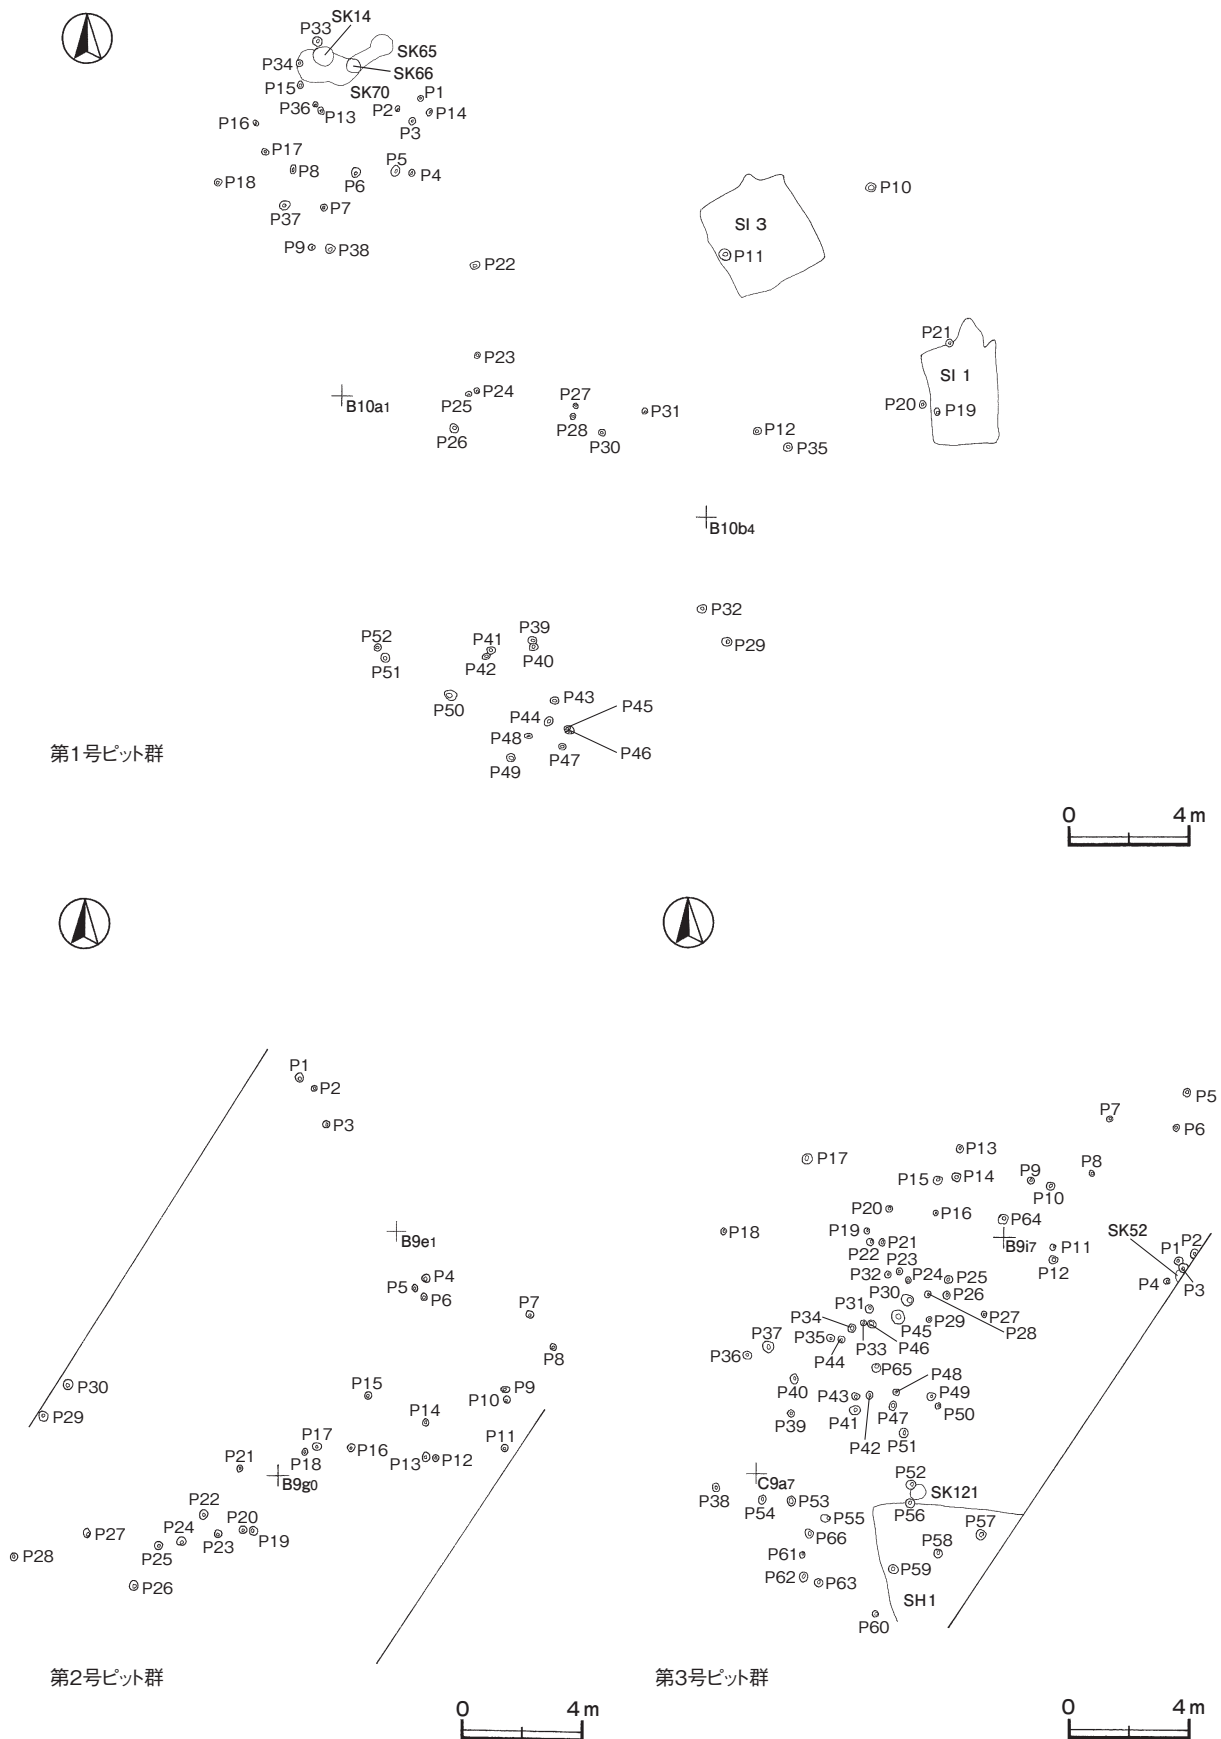 SK14
P33
SK65
P34
SK66
P15
SK70
P1
P36
P13
P2
P14
P16
P3
P17
P8
P5
P4
P6
P18
P10
P37
P7
SI 3
P9
P38
P11
P22
P21
P23
SI 1
P24
B10a1
P25
P27
P31
P20
P19
P28
P26
P30
P12
P35
B10b4
P32
P52
P41
P39
P29
P51
P42
P40
P50
P43
P45
P44
P48
P46
P49
P47
第1号ピット群
0 4m
P1
P2
P3
B9e1
P4
P5
P6
P7
P8
P30
P15
P9
P10
P29
P14
P17
P16
P11
P21
P18
P13
P12
B9g0
P22
P20
P27
P24
P19
P23
P28
P25
P26
第2号ピット群
0 4m
P5
P7
P6
P13
P17
P8
P9
P15
P14
P10
P20
P16
P64
P18
P19
SK52
P2
B9i7
P11
P1
P22
P21
P12
P23
P32
P24
P25
P4
P3
P30
P26
P31
P27
P34
P45
P29
P28
P37
P35
P33
P46
P36
P44
P65
P40
P48
P43
P49
P39
P41
P47
P50
P42
P51
C9a7
P52
P38
SK121
P54
P53
P56
P55
P57
P66
P58
P61
P59
P62
P63
SH1
P60
第3号ピット群
0 4m